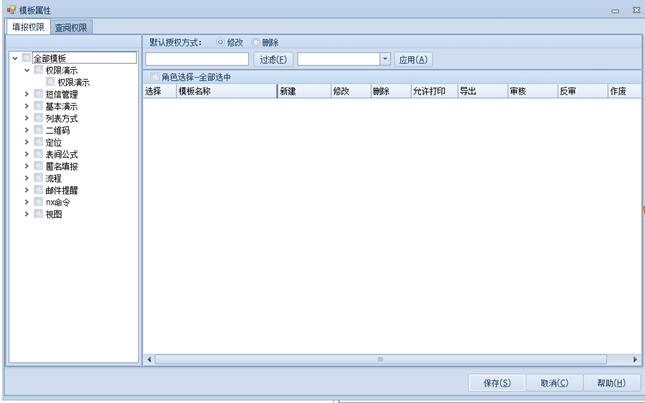 模板属性
填报权限 查阅权限
默认授权方式： 修改 删除
过滤(F) 应用(A)
角色选择--全部选中
选择 模板名称 新建 修改 删除 允许打印 导出 审核 反审 作废
全部模板
权限演示
权限演示
短信管理
基本演示
列表方式
二维码
定位
表间公式
匿名填报
流程
邮件提醒
nx命令
视图
保存(S) 取消(C) 帮助(H)